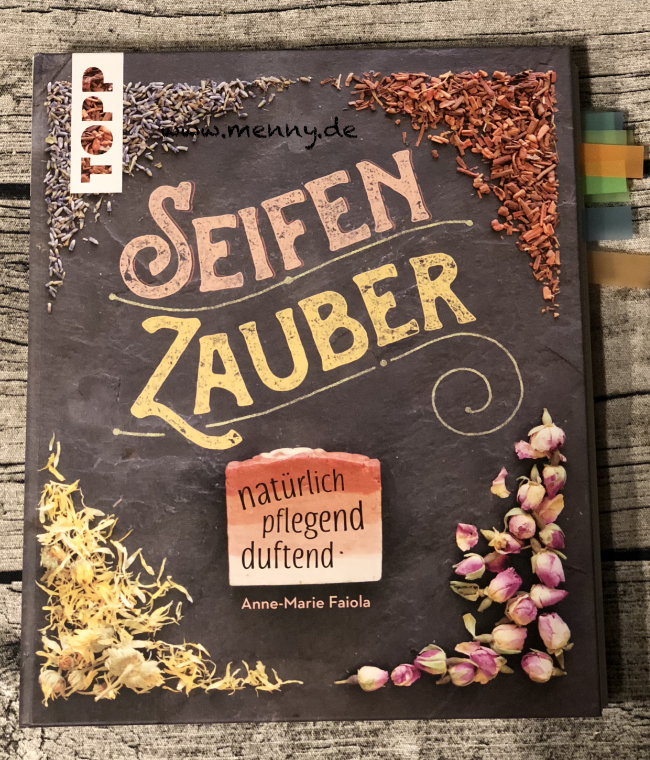 TOPP
www.menny.de
SEIFEN
ZAUBER
natürlich
pflegend
duftend
Anne-Marie Faiola